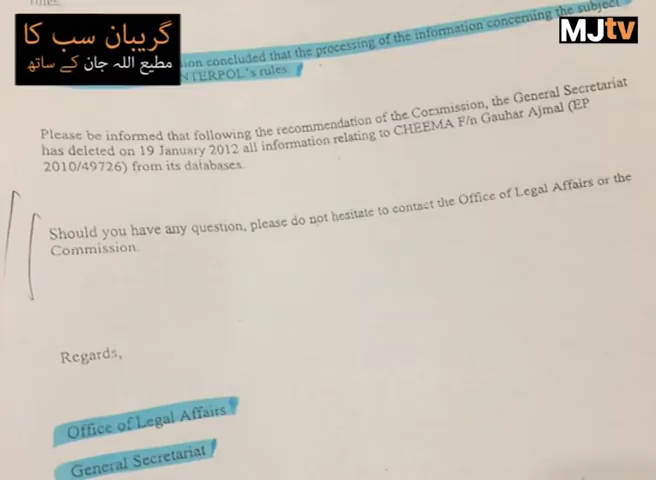 rules.
گریبان سب کا
مطیع اللہ جان کے ساتھ
MJtv
ion concluded that the processing of the information concerning the subject
NTERPOL's rules.
Please be informed that following the recommendation of the Commission, the General Secretariat
has deleted on 19 January 2012 all information relating to CHEEMA F/n Gauhar Ajmal (EP
2010/49726) from its databases.
Should you have any question, please do not hesitate to contact the Office of Legal Affairs or the
Commission.
Regards,
Office of Legal Affairs
General Secretariat